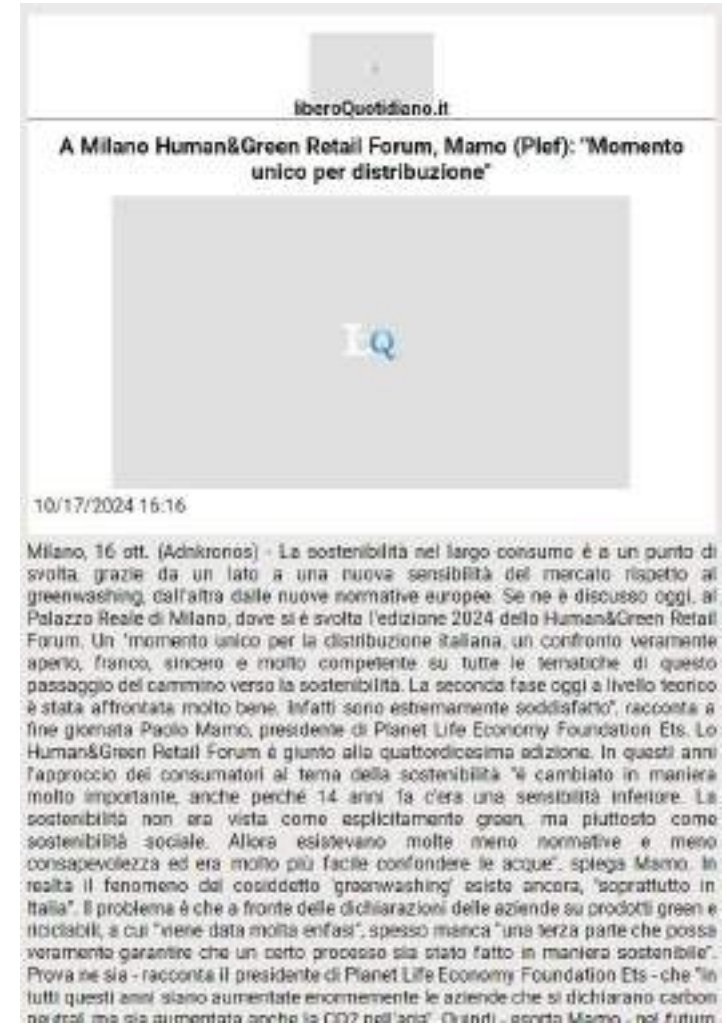 liberoQuotidiano.it
A Milano Human&Green Retail Forum, Mamo (Plef): "Momento
unico per distribuzione"
LQ
10/17/2024 16:16
Milano, 16 ott. (Adnkronos) - La sostenibilità nel largo consumo è a un punto di
svolta, grazie da un lato a una nuova sensibilità del mercato rispetto al
greenwashing, dall'altra dalle nuove normative europee. Se ne è discusso oggi, al
Palazzo Reale di Milano, dove si è svolta l'edizione 2024 dello Human&Green Retail
Forum. Un "momento unico per la distribuzione italiana, un confronto veramente
aperto, franco, sincero e molto competente su tutte le tematiche di questo
passaggio del cammino verso la sostenibilità. La seconda fase oggi a livello teorico
è stata affrontata molto bene. Infatti sono estremamente soddisfatto", racconta a
fine giornata Paolo Mamo, presidente di Planet Life Economy Foundation Ets. Lo
Human&Green Retail Forum è giunto alla quattordicesima edizione. In questi anni
l'approccio dei consumatori al tema della sostenibilità "è cambiato in maniera
molto importante, anche perché 14 anni fa c'era una sensibilità inferiore. La
sostenibilità non era vista come esplicitamente green, ma piuttosto come
sostenibilità sociale. Allora esistevano molte meno normative e meno
consapevolezza ed era molto più facile confondere le acque", spiega Mamo. In
realtà il fenomeno del cosiddetto 'greenwashing' esiste ancora, "soprattutto in
Italia". Il problema è che a fronte delle dichiarazioni delle aziende su prodotti green e
riciclabili, a cui "viene data molta enfasi", spesso manca "una terza parte che possa
veramente garantire che un certo processo sia stato fatto in maniera sostenibile".
Prova ne sia - racconta il presidente di Planet Life Economy Foundation Ets - che "in
tutti questi anni siano aumentate enormemente le aziende che si dichiarano carbon
neutral, ma sia aumentata anche la CO2 nell'aria". Quindi - esorta Mamo - nel futuro